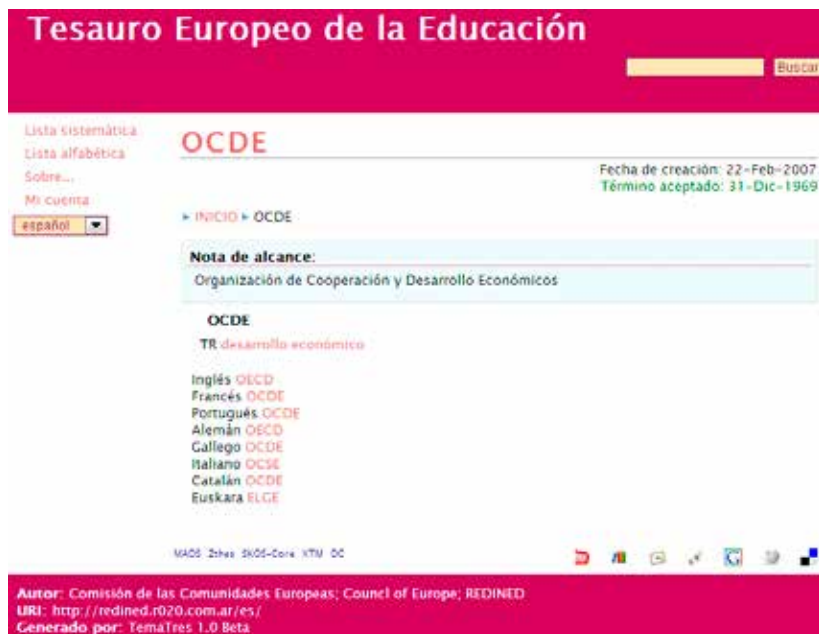 Tesauro Europeo de la Educación
Buscar
Lista sistemática
Lista alfabética
Sobre...
Mi cuenta
español
OCDE
Fecha de creación: 22-Feb-2007
Término aceptado: 31-Dic-1969
INICIO OCDE
Nota de alcance:
Organización de Cooperación y Desarrollo Económicos
OCDE
TR desarrollo económico
Inglés OECD
Francés OCDE
Portugués OCDE
Alemán OECD
Gallego OCDE
Italiano OCSE
Catalán OCDE
Euskara ELGE
MADS Zthes SKOS-Core XTM DC
Autor: Comisión de las Comunidades Europeas; Council of Europe; REDINED
URI: http://redined.r020.com.ar/es/
Generado por: TemaTres 1.0 Beta